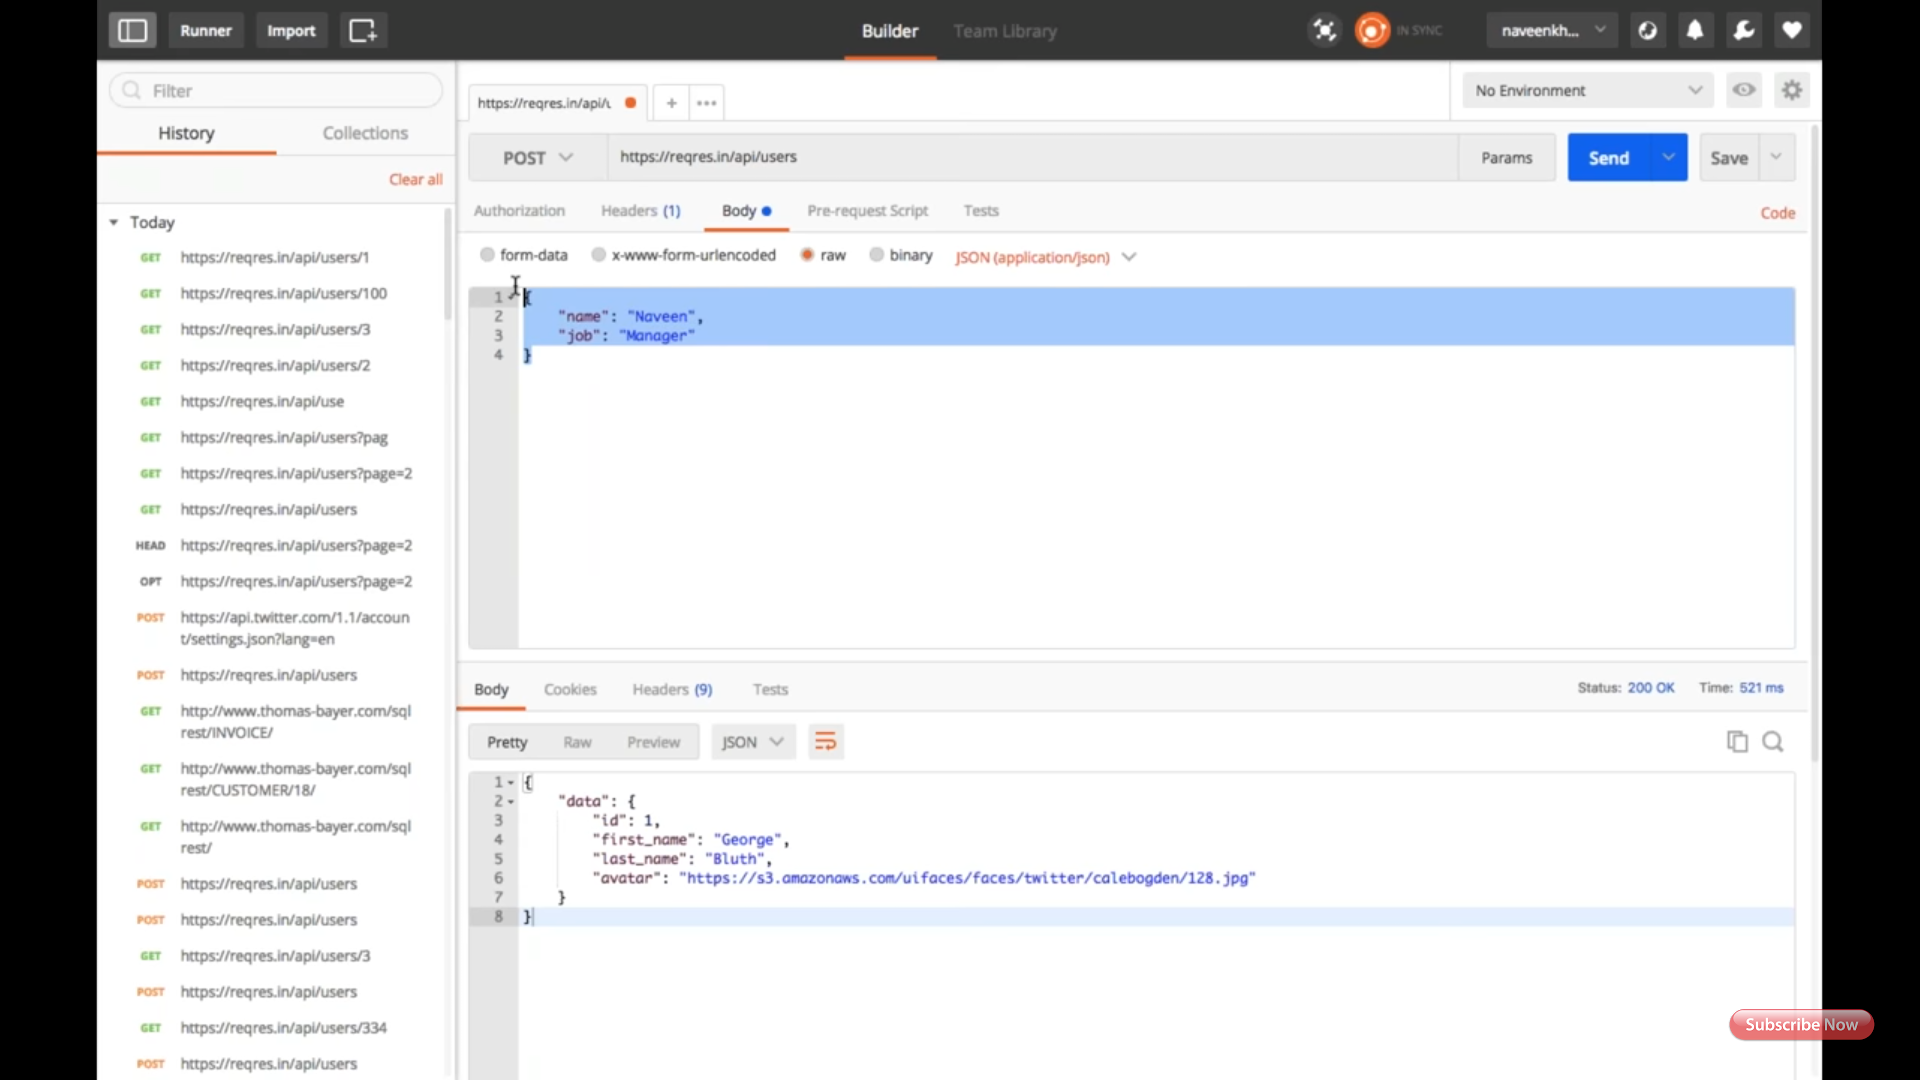 Runner
Import
Builder
Team Library
IN SYNC
naveenkh...
Filter
History
Collections
Clear all
Today
GET https://reqres.in/api/users/1
GET https://reqres.in/api/users/100
GET https://reqres.in/api/users/3
GET https://reqres.in/api/users/2
GET https://reqres.in/api/use
GET https://reqres.in/api/users?pag
GET https://reqres.in/api/users?page=2
GET https://reqres.in/api/users
HEAD https://reqres.in/api/users?page=2
OPT https://reqres.in/api/users?page=2
POST https://api.twitter.com/1.1/accoun
t/settings.json?lang=en
POST https://reqres.in/api/users
GET http://www.thomas-bayer.com/sql
rest/INVOICE/
GET http://www.thomas-bayer.com/sql
rest/CUSTOMER/18/
GET http://www.thomas-bayer.com/sql
rest/
POST https://reqres.in/api/users
POST https://reqres.in/api/users
GET https://reqres.in/api/users/3
POST https://reqres.in/api/users
GET https://reqres.in/api/users/334
POST https://reqres.in/api/users
https://reqres.in/api/u
+ •••
No Environment
POST https://reqres.in/api/users Params Send Save
Authorization Headers (1) Body Pre-request Script Tests Code
form-data x-www-form-urlencoded raw binary JSON (application/json)
1 {
2 "name": "Naveen",
3 "job": "Manager"
4 }
Body Cookies Headers (9) Tests Status: 200 OK Time: 521 ms
Pretty Raw Preview JSON
1 {
2 "data": {
3 "id": 1,
4 "first_name": "George",
5 "last_name": "Bluth",
6 "avatar": "https://s3.amazonaws.com/uifaces/faces/twitter/calebogden/128.jpg"
7 }
8 }
Subscribe Now